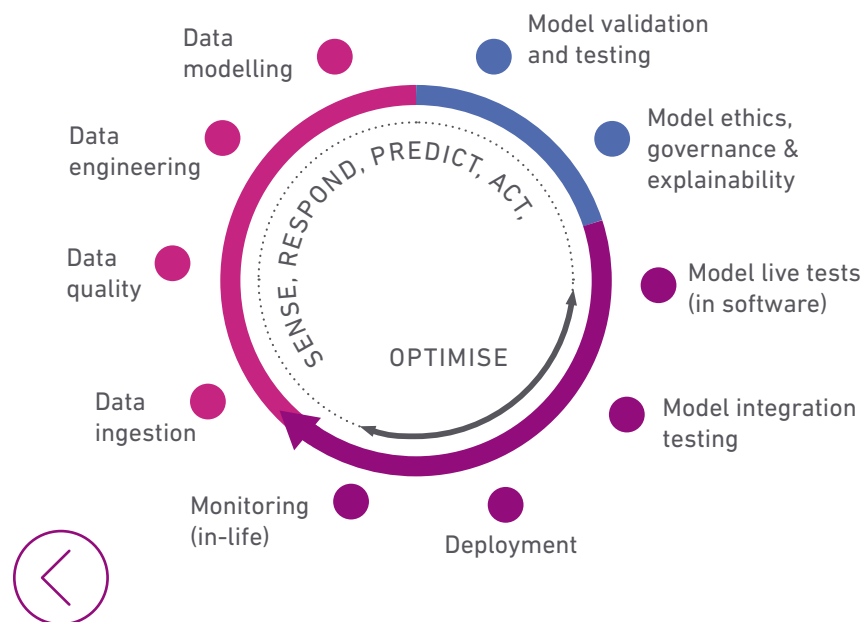 Data
modelling
Model validation
and testing
Data
engineering
Model ethics,
governance &
explainability
SENSE, RESPOND, PREDICT, ACT,
Data
quality
Model live tests
(in software)
OPTIMISE
Data
ingestion
Model integration
testing
Monitoring
(in-life)
Deployment